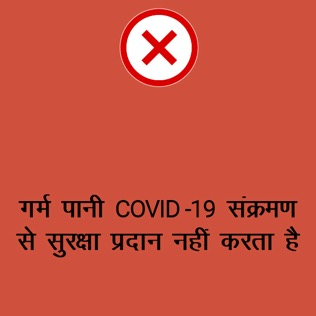 गर्म पानी COVID -19 संक्रमण
से सुरक्षा प्रदान नहीं करता है